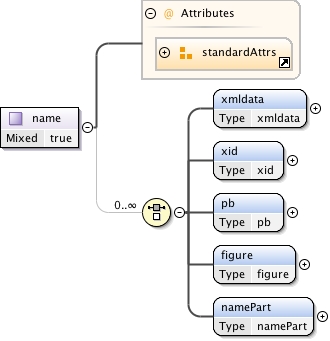 @ Attributes
standardAttrs
name
Mixed true
0..∞
xmldata
Type xmldata
xid
Type xid
pb
Type pb
figure
Type figure
namePart
Type namePart